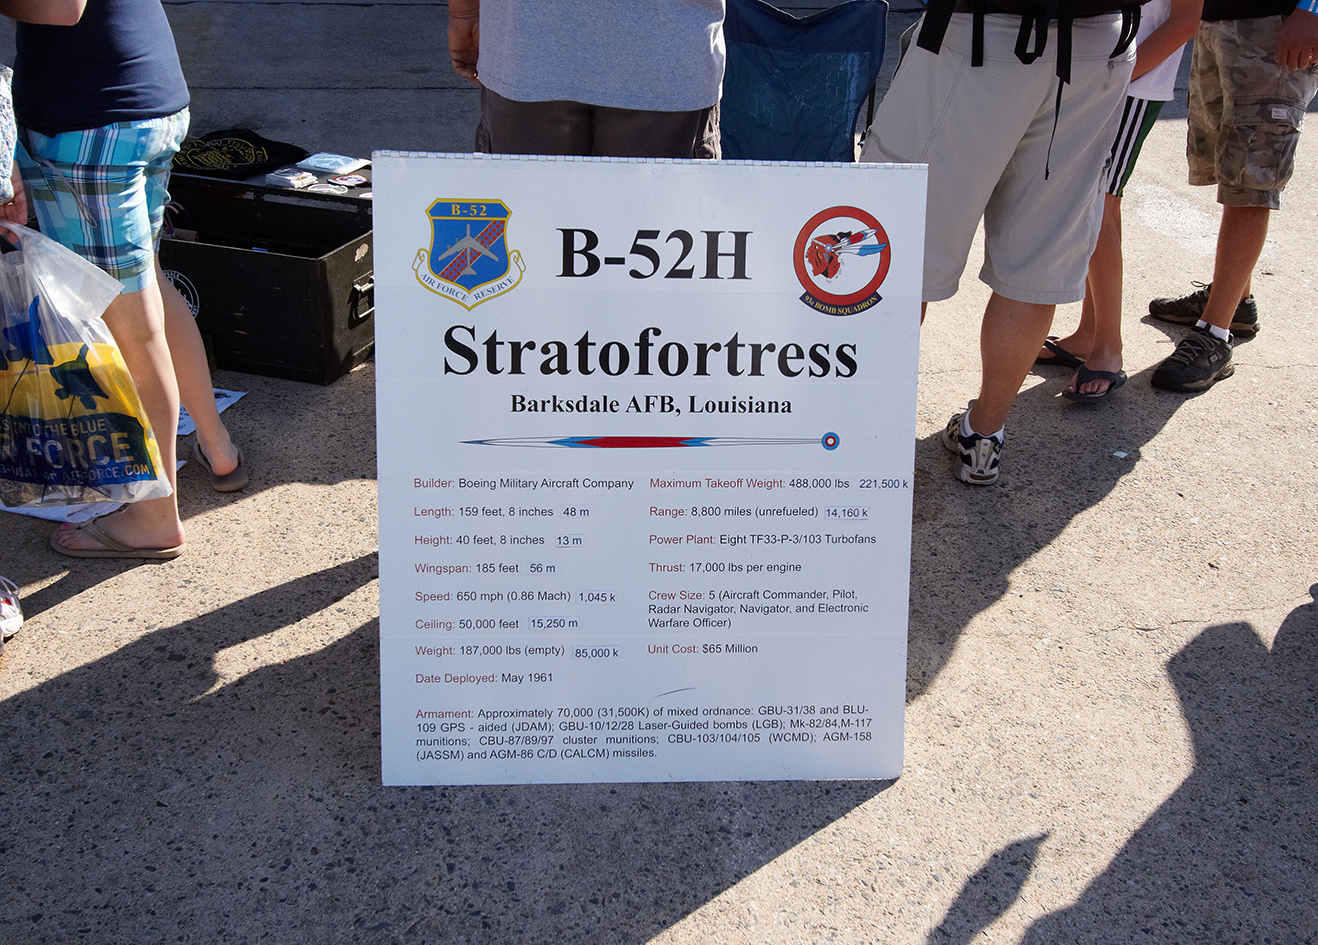 B-52
AIR FORCE RESERVE
B-52H
93d BOMB SQUADRON
Stratofortress
Barksdale AFB, Louisiana
Builder: Boeing Military Aircraft Company
Length: 159 feet, 8 inches 48 m
Height: 40 feet, 8 inches 13 m
Wingspan: 185 feet 56 m
Speed: 650 mph (0.86 Mach) 1,045 k
Ceiling: 50,000 feet 15,250 m
Weight: 187,000 lbs (empty) 85,000 k
Date Deployed: May 1961
Maximum Takeoff Weight: 488,000 lbs 221,500 k
Range: 8,800 miles (unrefueled) 14,160 k
Power Plant: Eight TF33-P-3/103 Turbofans
Thrust: 17,000 lbs per engine
Crew Size: 5 (Aircraft Commander, Pilot,
Radar Navigator, Navigator, and Electronic
Warfare Officer)
Unit Cost: $65 Million
Armament: Approximately 70,000 (31,500K) of mixed ordnance: GBU-31/38 and BLU-
109 GPS - aided (JDAM); GBU-10/12/28 Laser-Guided bombs (LGB); Mk-82/84,M-117
munitions; CBU-87/89/97 cluster munitions; CBU-103/104/105 (WCMD); AGM-158
(JASSM) and AGM-86 C/D (CALCM) missiles.
INTO THE BLUE
FORCE